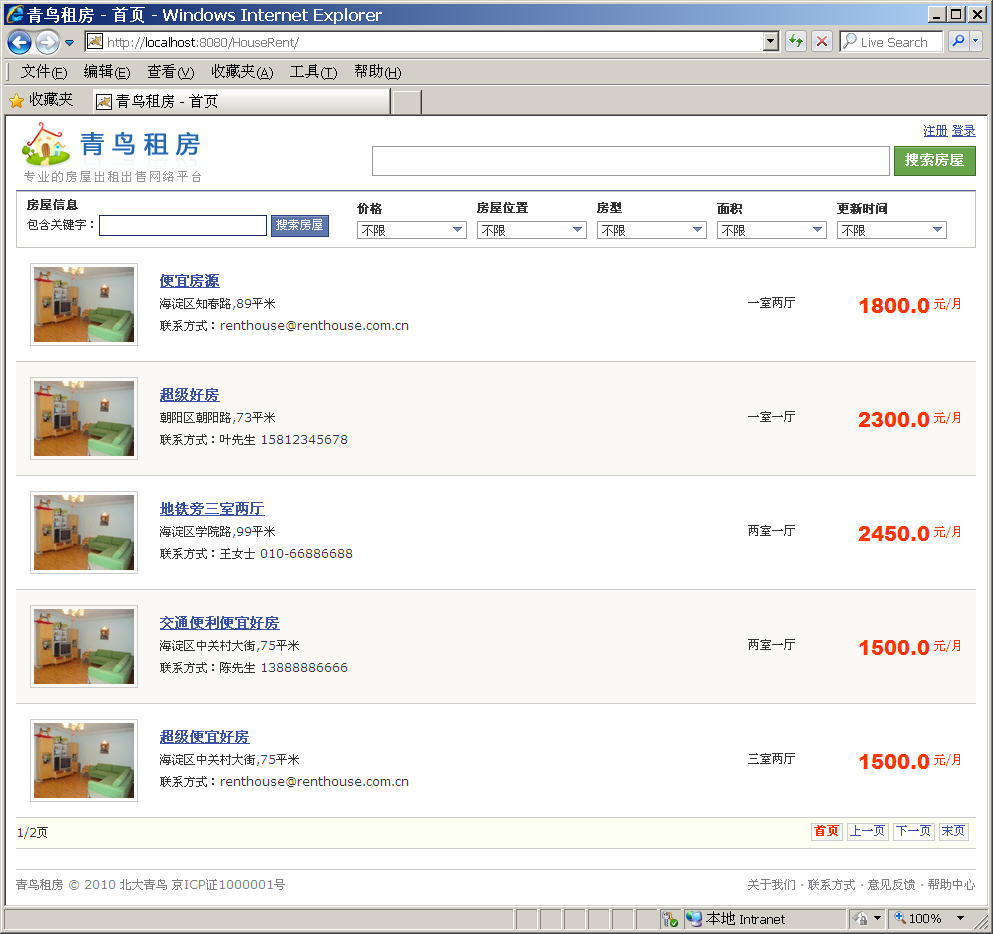 青鸟租房 - 首页 - Windows Internet Explorer
http://localhost:8080/HouseRent/
Live Search
文件(F) 编辑(E) 查看(V) 收藏夹(A) 工具(T) 帮助(H)
收藏夹 青鸟租房 - 首页
注册 登录
青鸟租房
专业的房屋出租出售网络平台
搜索房屋
房屋信息 价格 房屋位置 房型 面积 更新时间
包含关键字： 搜索房屋 不限 不限 不限 不限 不限
便宜房源
海淀区知春路,89平米 一室两厅 1800.0 元/月
联系方式：renthouse@renthouse.com.cn
超级好房
朝阳区朝阳路,73平米 一室一厅 2300.0 元/月
联系方式：叶先生 15812345678
地铁旁三室两厅
海淀区学院路,99平米 两室一厅 2450.0 元/月
联系方式：王女士 010-66886688
交通便利便宜好房
海淀区中关村大街,75平米 两室一厅 1500.0 元/月
联系方式：陈先生 13888886666
超级便宜好房
海淀区中关村大街,75平米 三室两厅 1500.0 元/月
联系方式：renthouse@renthouse.com.cn
1/2页 首页 上一页 下一页 末页
青鸟租房 © 2010 北大青鸟 京ICP证1000001号 关于我们 · 联系方式 · 意见反馈 · 帮助中心
本地 Intranet 100%